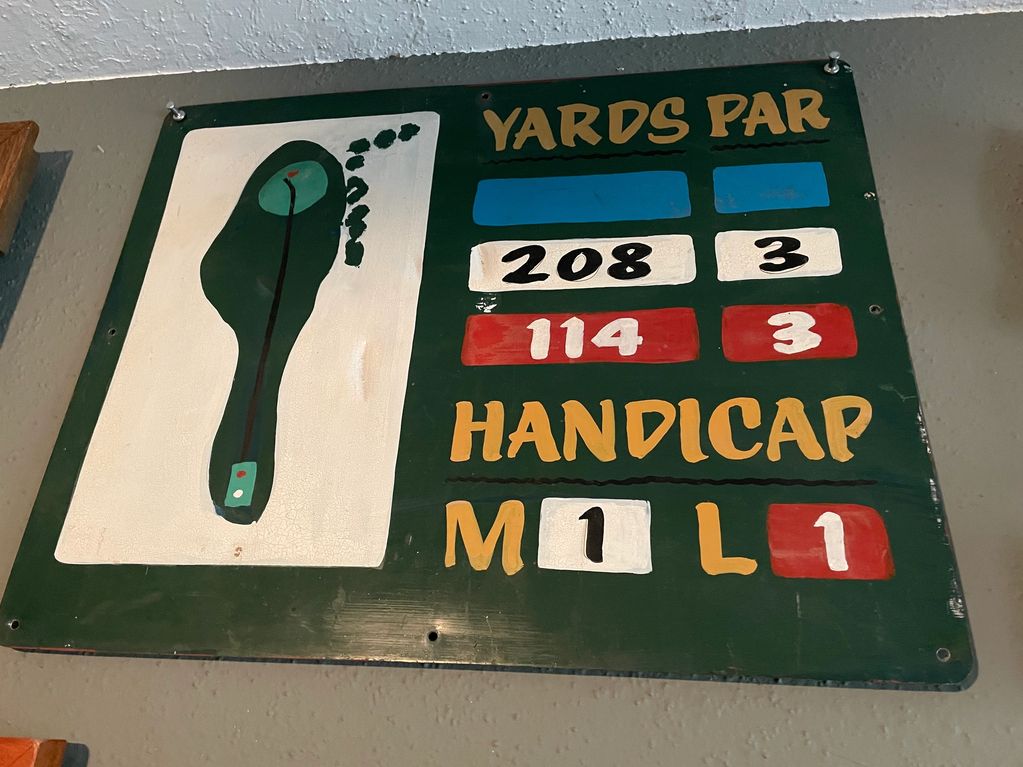 YARDS PAR
208 3
114 3
HANDICAP
M 1 L 1